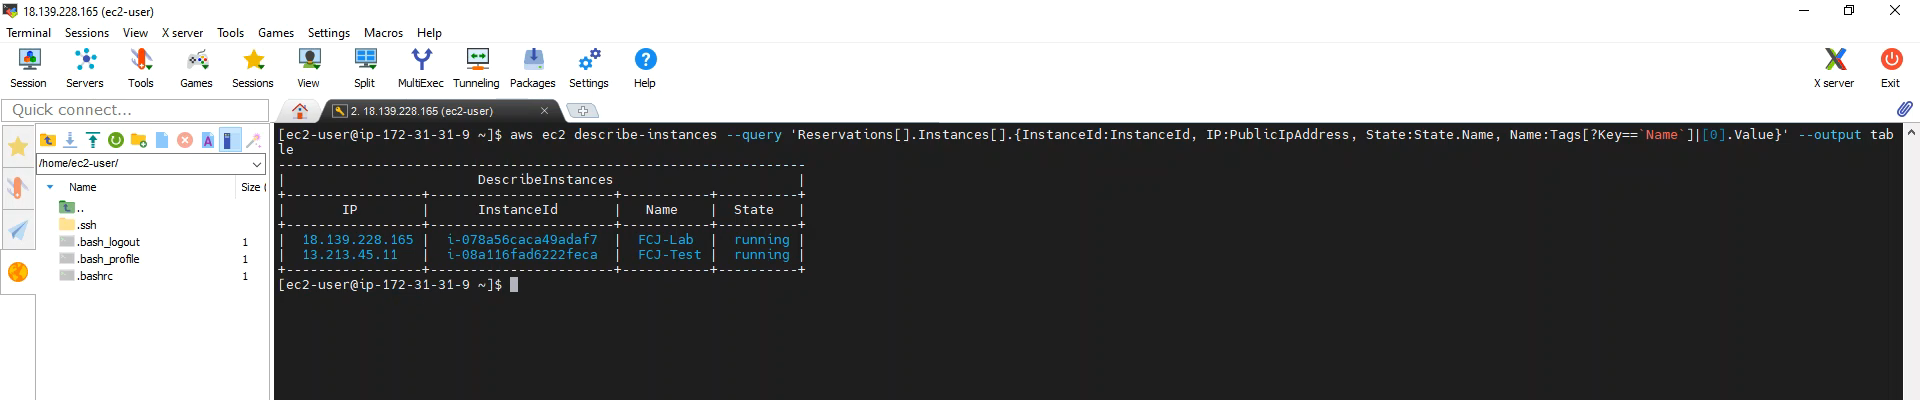 18.139.228.165 (ec2-user)
Terminal Sessions View X server Tools Games Settings Macros Help
Session Servers Tools Games Sessions View Split MultiExec Tunneling Packages Settings Help X server Exit
Quick connect...
2. 18.139.228.165 (ec2-user)
/home/ec2-user/
Name Size (
..
.ssh
.bash_logout 1
.bash_profile 1
.bashrc 1
[ec2-user@ip-172-31-31-9 ~]$ aws ec2 describe-instances --query 'Reservations[].Instances[].{InstanceId:InstanceId, IP:PublicIpAddress, State:State.Name, Name:Tags[?Key==`Name`]|[0].Value}' --output tab
le
-------------------------------------------------------------------
|                        DescribeInstances                        |
+-----------------+------------------------+-----------+----------+
|       IP        |      InstanceId        |   Name    |  State   |
+-----------------+------------------------+-----------+----------+
|  18.139.228.165 |  i-078a56caca49adaf7   |  FCJ-Lab  |  running |
|  13.213.45.11   |  i-08a116fad6222feca   |  FCJ-Test |  running |
+-----------------+------------------------+-----------+----------+
[ec2-user@ip-172-31-31-9 ~]$